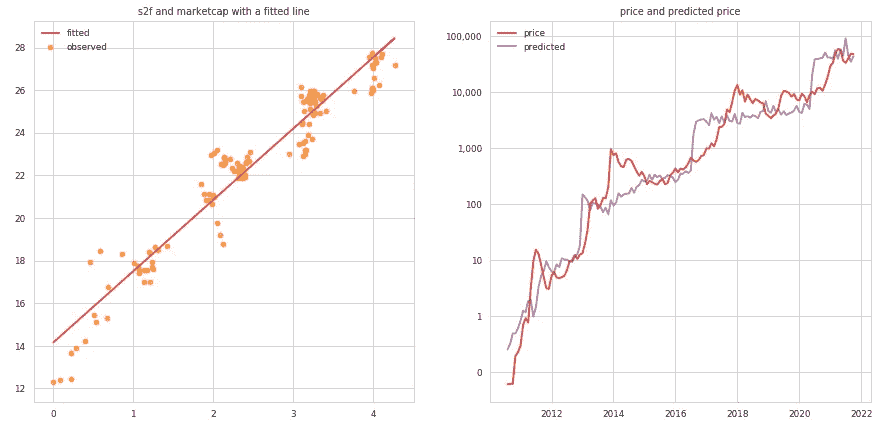 s2f and marketcap with a fitted line
fitted
observed
28
26
24
22
20
18
16
14
12
0 1 2 3 4
price and predicted price
price
predicted
100,000
10,000
1,000
100
10
1
0
2012 2014 2016 2018 2020 2022